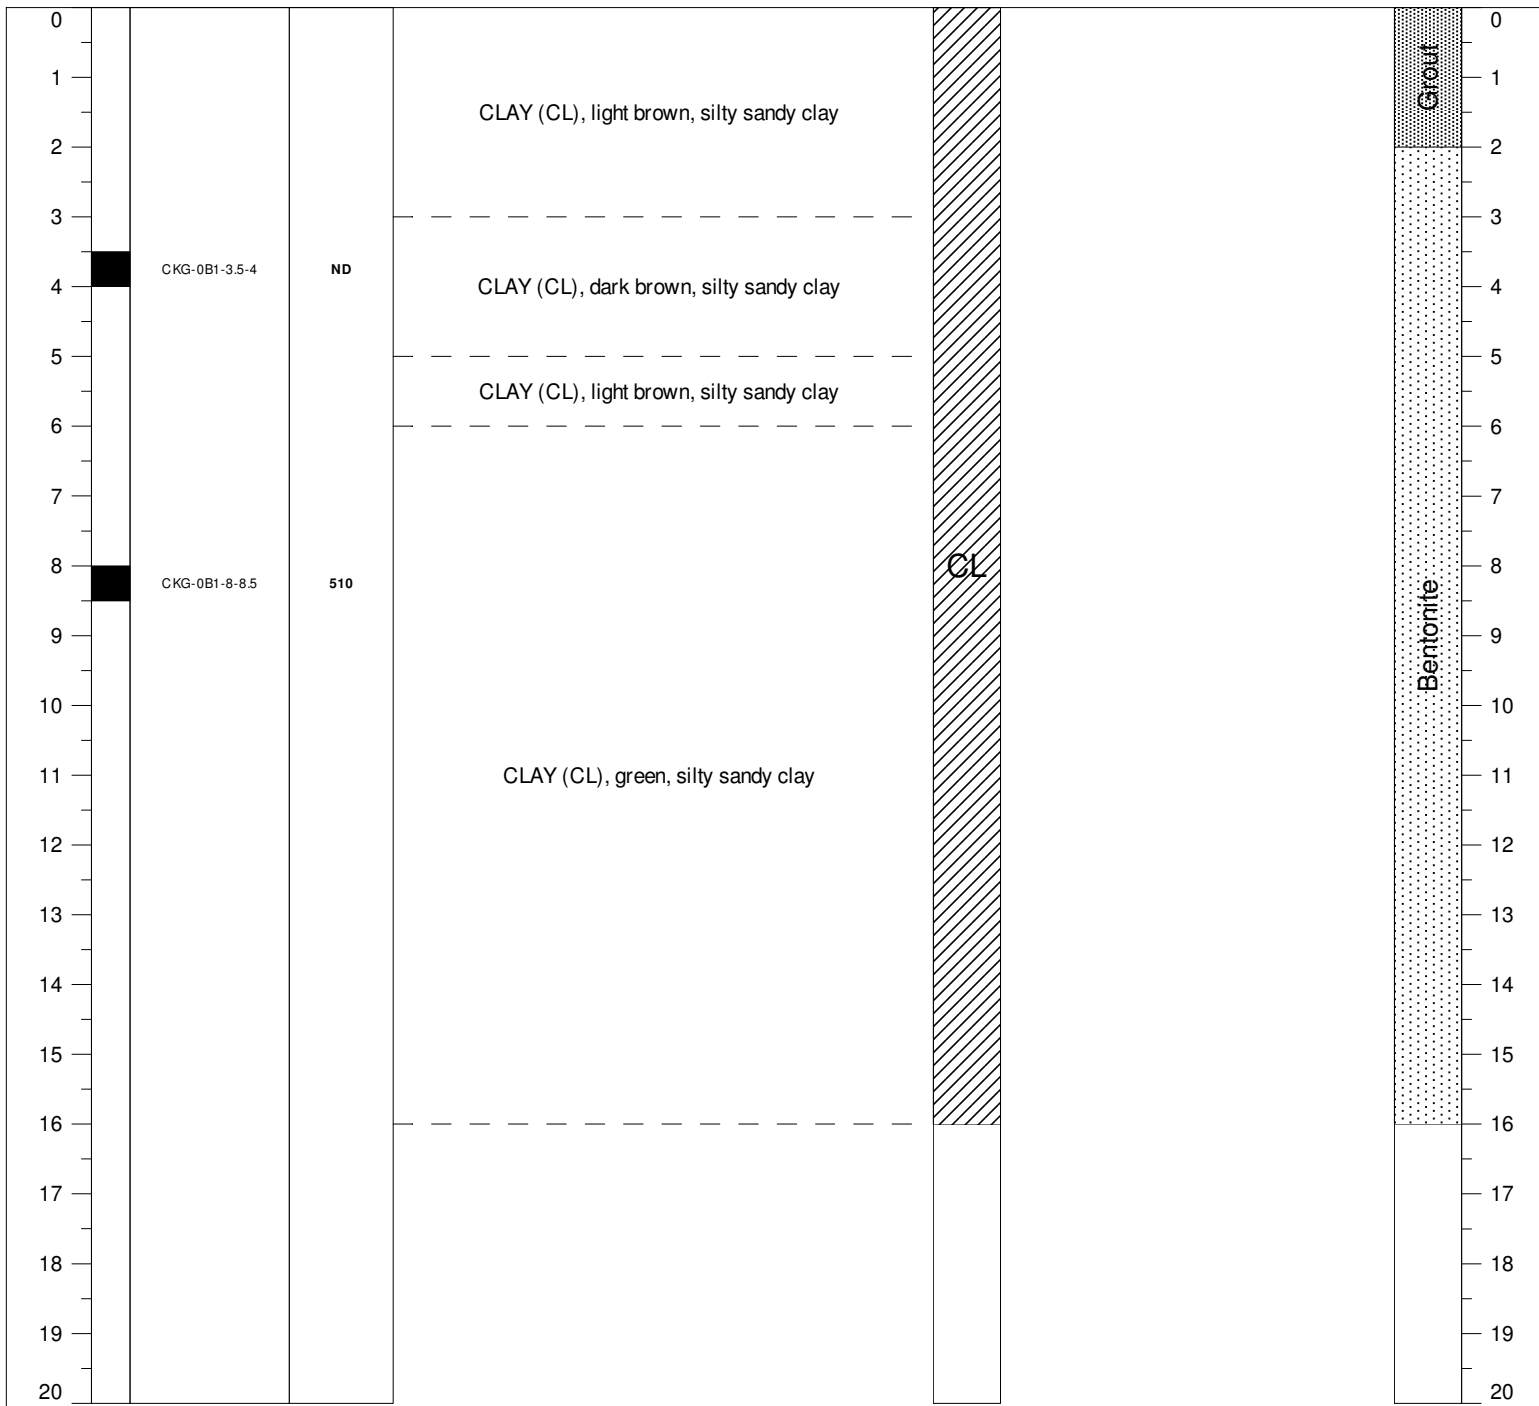 0 0
1 CLAY (CL), light brown, silty sandy clay Grout 1
2 2
3 3
CKG-0B1-3.5-4 ND
4 CLAY (CL), dark brown, silty sandy clay 4
5 5
CLAY (CL), light brown, silty sandy clay
6 6
7 7
8 CL 8
CKG-0B1-8-8.5 510
9 Bentonite 9
10 10
11 CLAY (CL), green, silty sandy clay 11
12 12
13 13
14 14
15 15
16 16
17 17
18 18
19 19
20 20